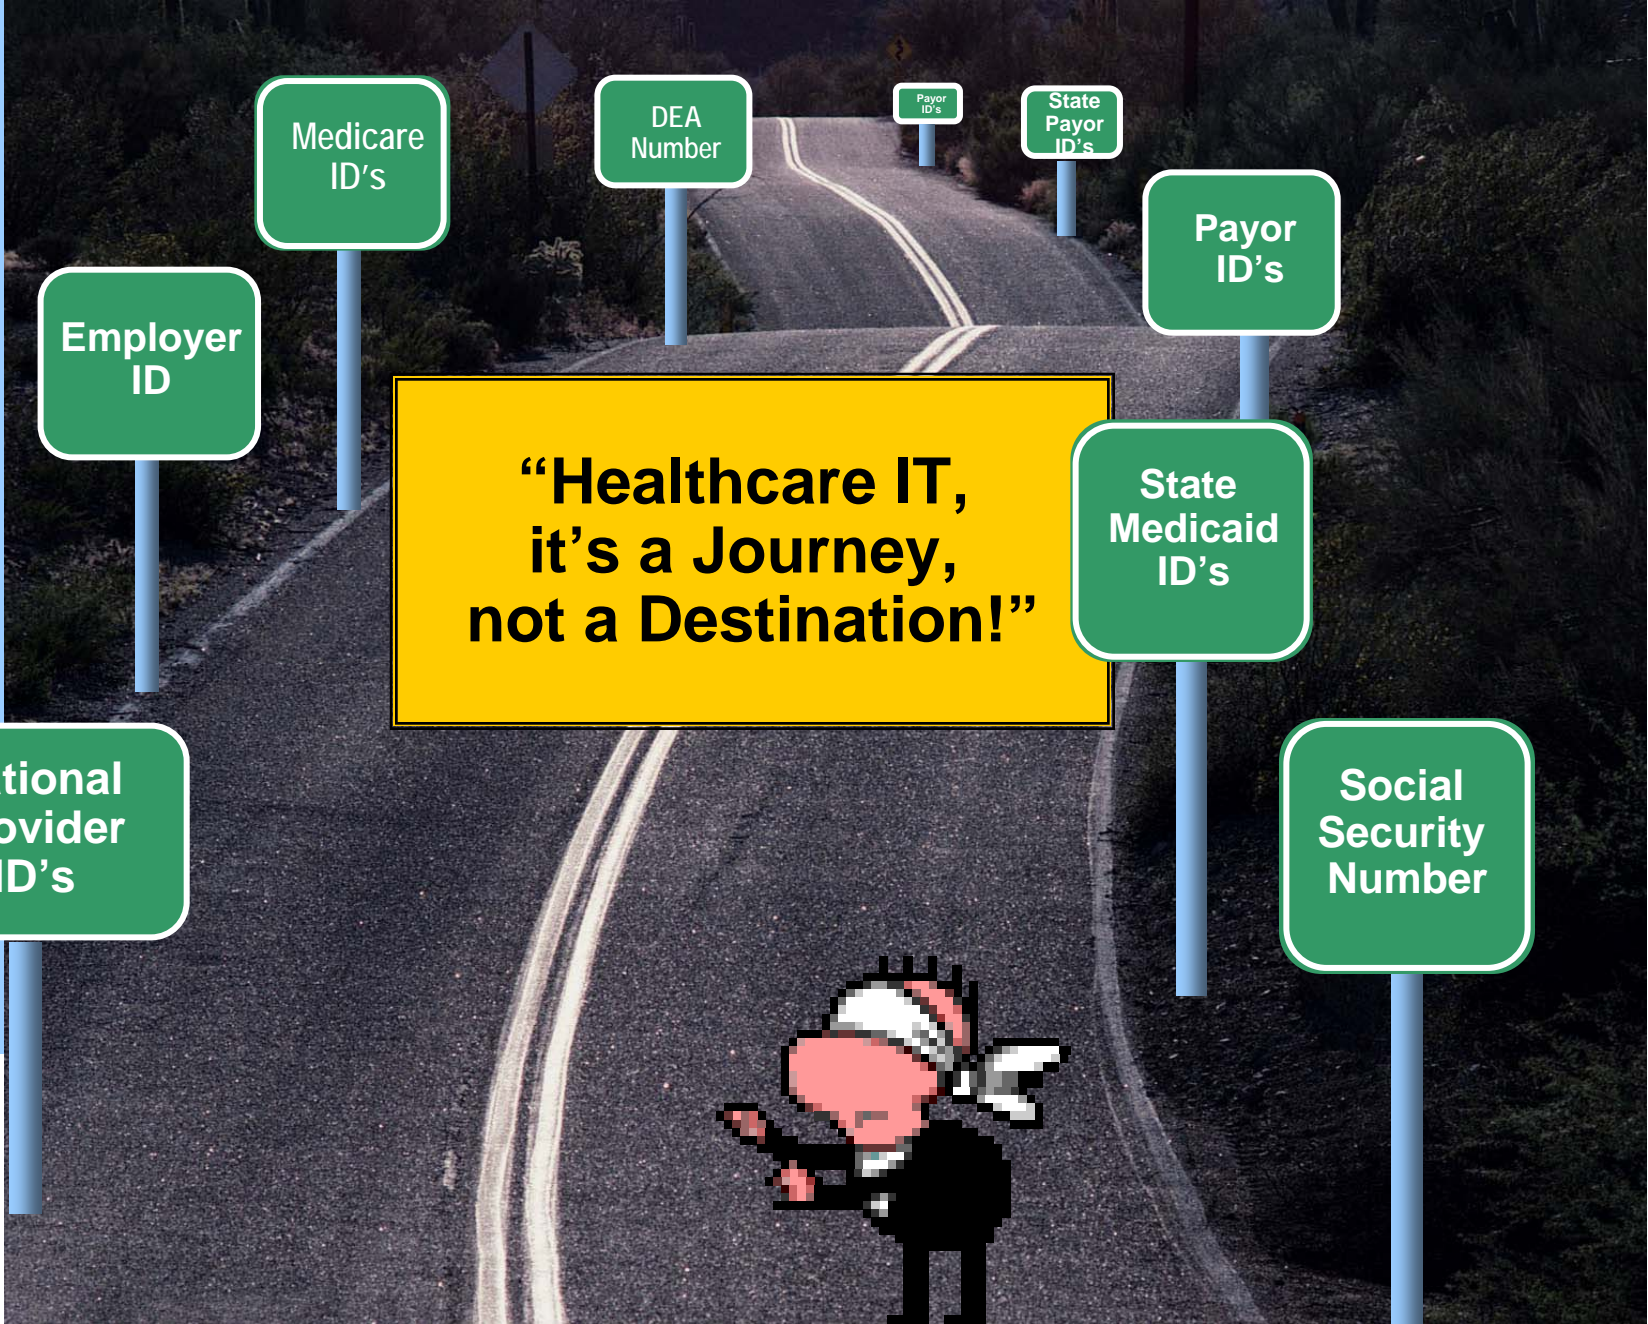 Medicare
ID's
DEA
Number
Payor
ID's
State
Payor
ID's
Payor
ID's
Employer
ID
“Healthcare IT,
it’s a Journey,
not a Destination!”
State
Medicaid
ID's
tional
ovider
ID’s
Social
Security
Number